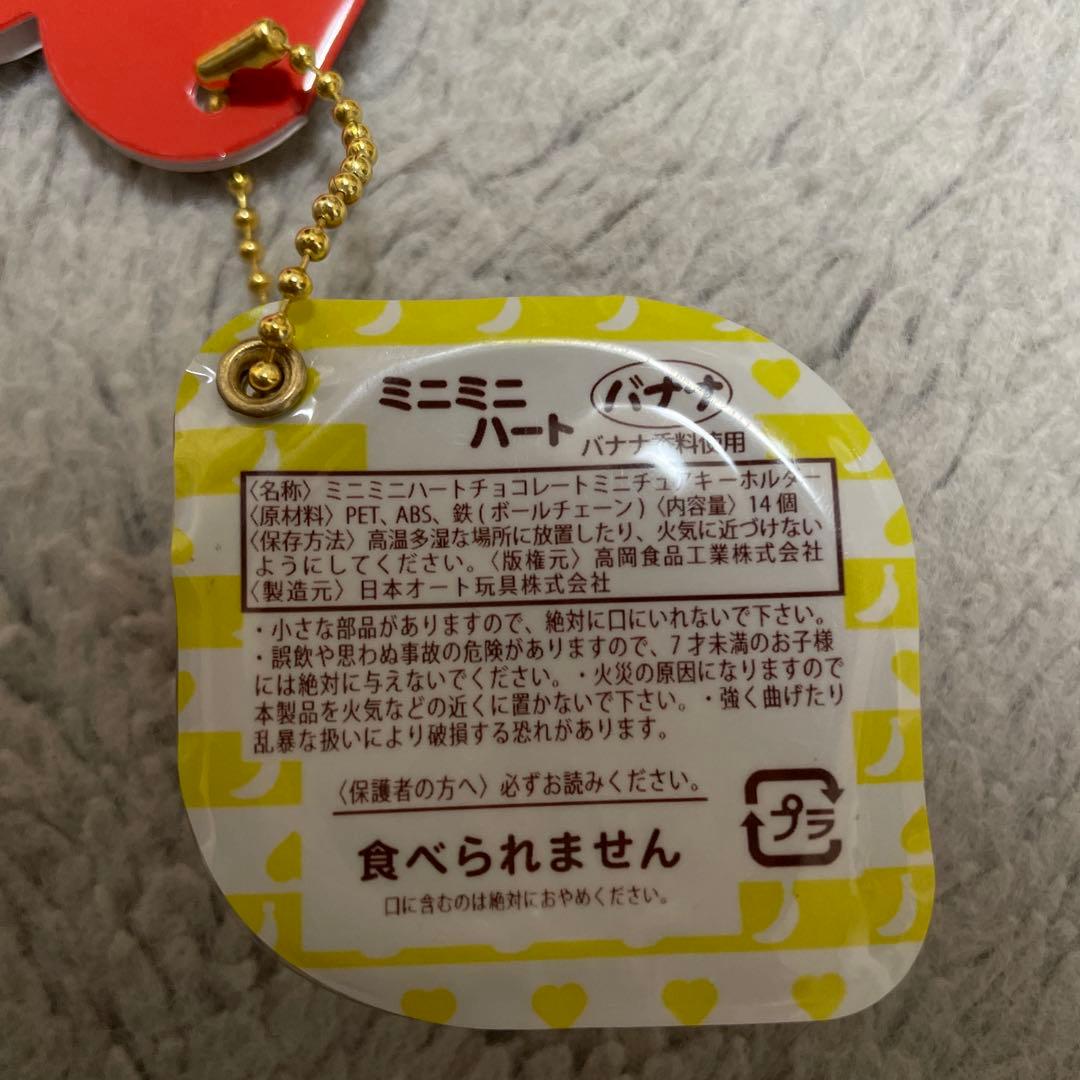 ミニミニ
ハート
バナナ
バナナ香料使用
〈名称〉ミニミニハートチョコレートミニチュアキーホルダー
〈原材料〉PET、ABS、鉄(ボールチェーン)〈内容量〉14個
〈保存方法〉高温多湿な場所に放置したり、火気に近づけない
ようにしてください。〈版権元〉高岡食品工業株式会社
〈製造元〉日本オート玩具株式会社
・小さな部品がありますので、絶対に口にいれないで下さい。
・誤飲や思わぬ事故の危険がありますので、7才未満のお子様
には絶対に与えないでください。・火災の原因になりますので
本製品を火気などの近くに置かないで下さい。・強く曲げたり
乱暴な扱いにより破損する恐れがあります。
〈保護者の方へ〉必ずお読みください。
プラ
食べられません
口に含むのは絶対におやめください。